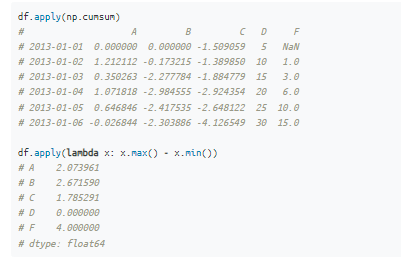 df.apply(np.cumsum)
#                    A         B         C   D     F
# 2013-01-01  0.000000  0.000000 -1.509059   5   NaN
# 2013-01-02  1.212112 -0.173215 -1.389850  10   1.0
# 2013-01-03  0.350263 -2.277784 -1.884779  15   3.0
# 2013-01-04  1.071818 -2.984555 -2.924354  20   6.0
# 2013-01-05  0.646846 -2.417535 -2.648122  25  10.0
# 2013-01-06 -0.026844 -2.303886 -4.126549  30  15.0
df.apply(lambda x: x.max() - x.min())
# A    2.073961
# B    2.671590
# C    1.785291
# D    0.000000
# F    4.000000
# dtype: float64